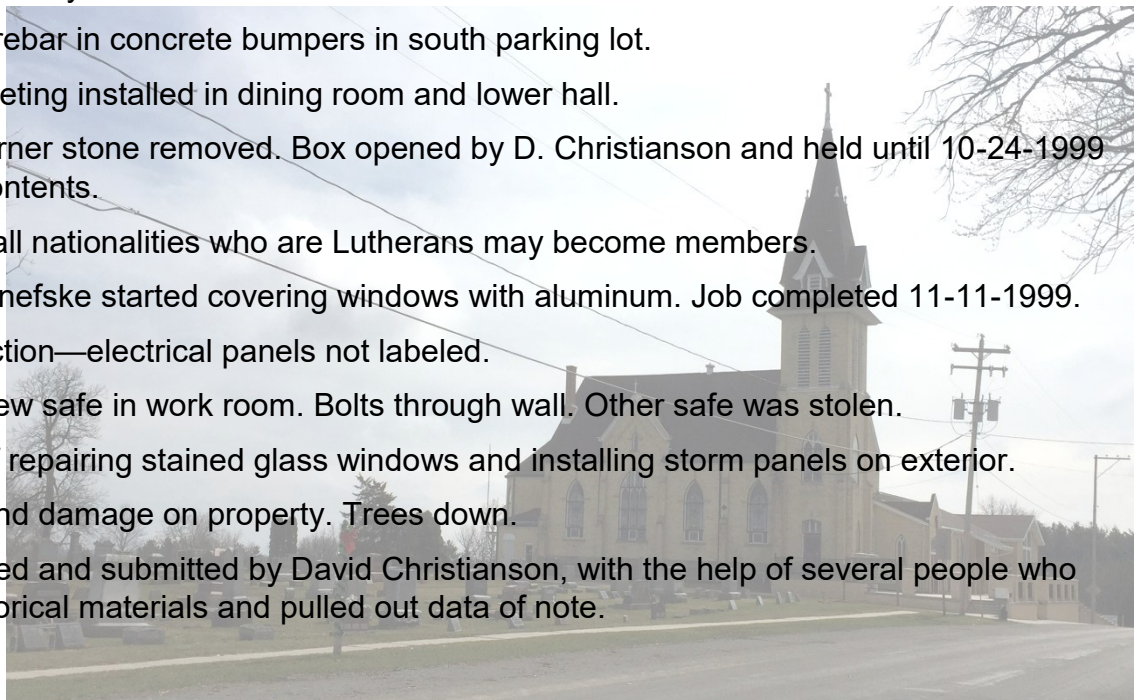 rebar in concrete bumpers in south parking lot.
eting installed in dining room and lower hall.
rner stone removed. Box opened by D. Christianson and held until 10-24-1999
ontents.
all nationalities who are Lutherans may become members.
nefske started covering windows with aluminum. Job completed 11-11-1999.
ction—electrical panels not labeled.
ew safe in work room. Bolts through wall. Other safe was stolen.
repairing stained glass windows and installing storm panels on exterior.
nd damage on property. Trees down.
ed and submitted by David Christianson, with the help of several people who
orical materials and pulled out data of note.